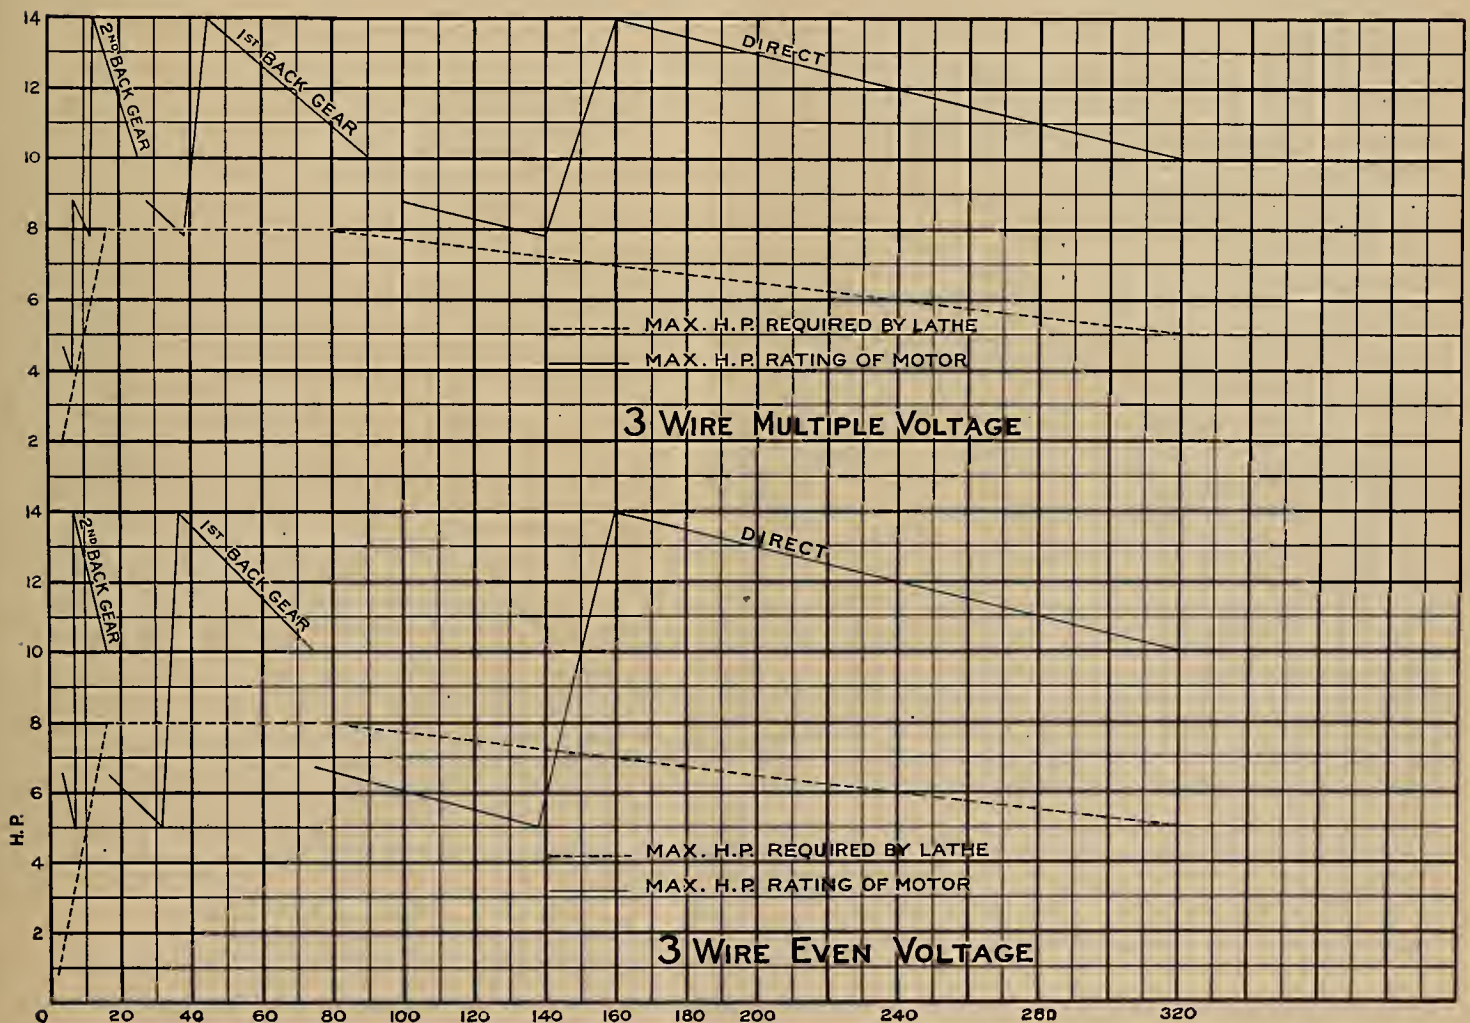 14
12
10
8
6
4
2
2ND BACK GEAR
1ST BACK GEAR
DIRECT
MAX. H.P. REQUIRED BY LATHE
MAX. H.P. RATING OF MOTOR
3 WIRE MULTIPLE VOLTAGE
14
12
10
8
6
4
2
H.P.
2ND BACK GEAR
1ST BACK GEAR
DIRECT
MAX. H.P. REQUIRED BY LATHE
MAX. H.P. RATING OF MOTOR
3 WIRE EVEN VOLTAGE
0 20 40 60 80 100 120 140 160 180 200 240 280 320